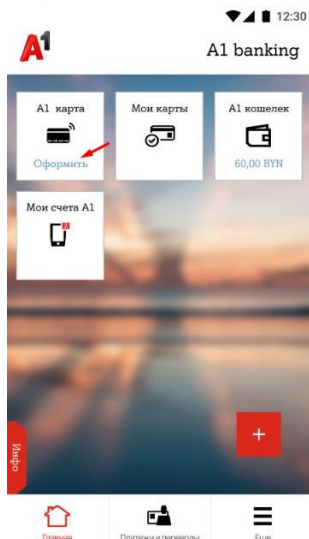 12:30
A1
A1 banking
A1 карта
Оформить
Мои карты
A1 кошелек
60,00 BYN
Мои счета A1
2
+
Инфо
Главная
Платежи и переводы
Еще